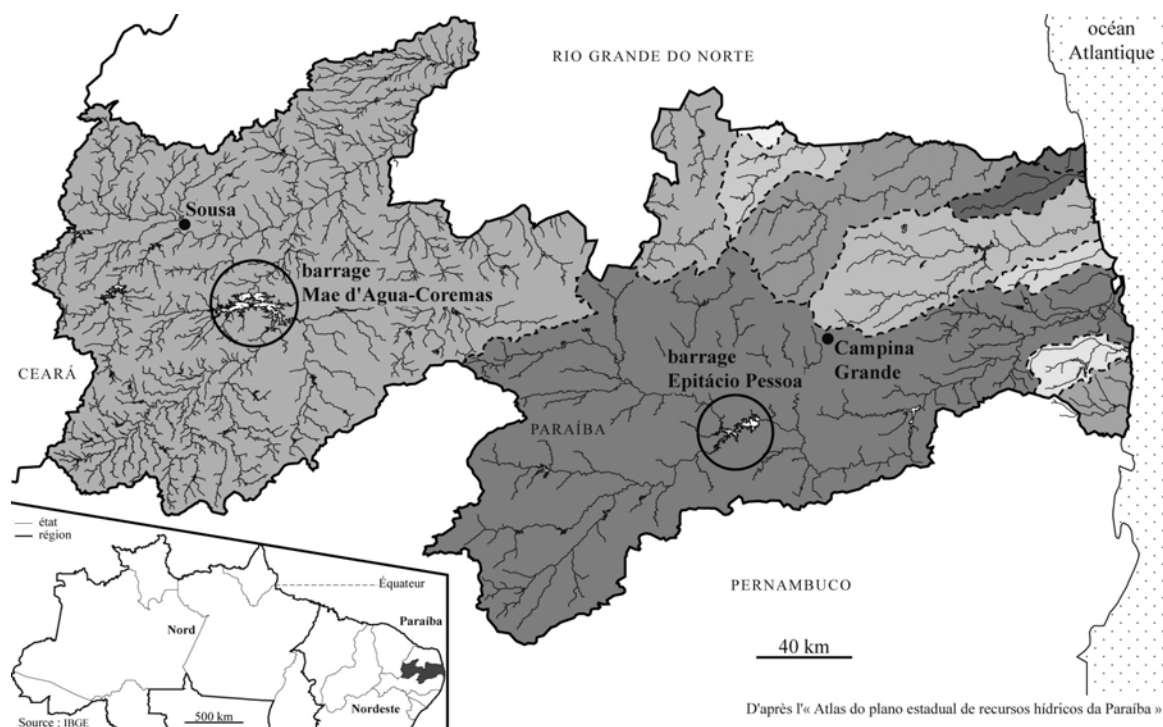 océan
Atlantique
RIO GRANDE DO NORTE
Sousa
barrage
Mae d'Agua-Coremas
CEARÁ
barrage
Epitácio Pessoa
Campina
Grande
PARAÍBA
PERNAMBUCO
40 km
état
région
Équateur
Paraíba
Nord
Nordeste
Source : IBGE
500 km
D'après l'« Atlas do plano estadual de recursos hídricos da Paraíba »